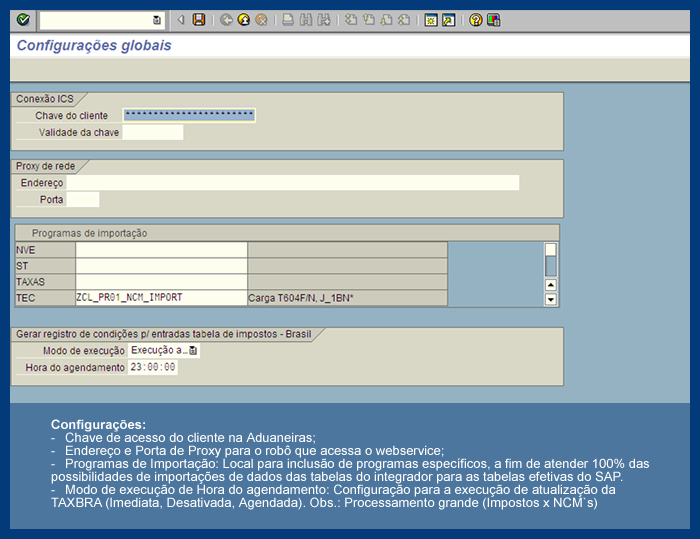 Configurações globais
Conexão ICS
Chave do cliente ***********************
Validade da chave
Proxy de rede
Endereço
Porta
Programas de importação
NVE
ST
TAXAS
TEC ZCL_PR01_NCM_IMPORT Carga T604F/N, J_1BN*
Gerar registro de condições p/ entradas tabela de impostos - Brasil
Modo de execução Execução a..
Hora do agendamento 23:00:00
Configurações:
- Chave de acesso do cliente na Aduaneiras;
- Endereço e Porta de Proxy para o robô que acessa o webservice;
- Programas de Importação: Local para inclusão de programas específicos, a fim de atender 100% das
possibilidades de importações de dados das tabelas do integrador para as tabelas efetivas do SAP.
- Modo de execução de Hora do agendamento: Configuração para a execução de atualização da
TAXBRA (Imediata, Desativada, Agendada). Obs.: Processamento grande (Impostos x NCM`s)